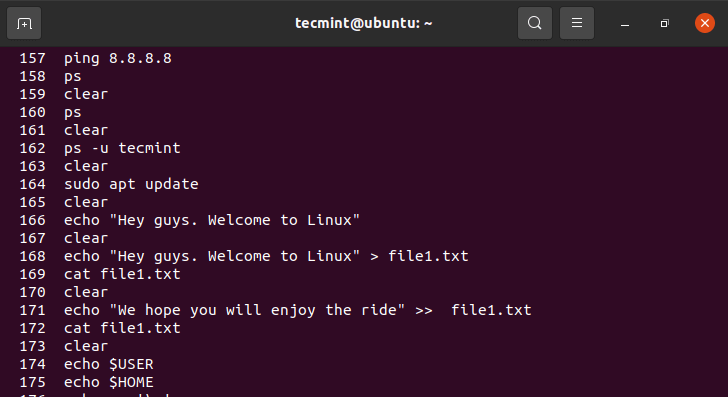 tecmint@ubuntu: ~
157 ping 8.8.8.8
158 ps
159 clear
160 ps
161 clear
162 ps -u tecmint
163 clear
164 sudo apt update
165 clear
166 echo "Hey guys. Welcome to Linux"
167 clear
168 echo "Hey guys. Welcome to Linux" > file1.txt
169 cat file1.txt
170 clear
171 echo "We hope you will enjoy the ride" >>  file1.txt
172 cat file1.txt
173 clear
174 echo $USER
175 echo $HOME